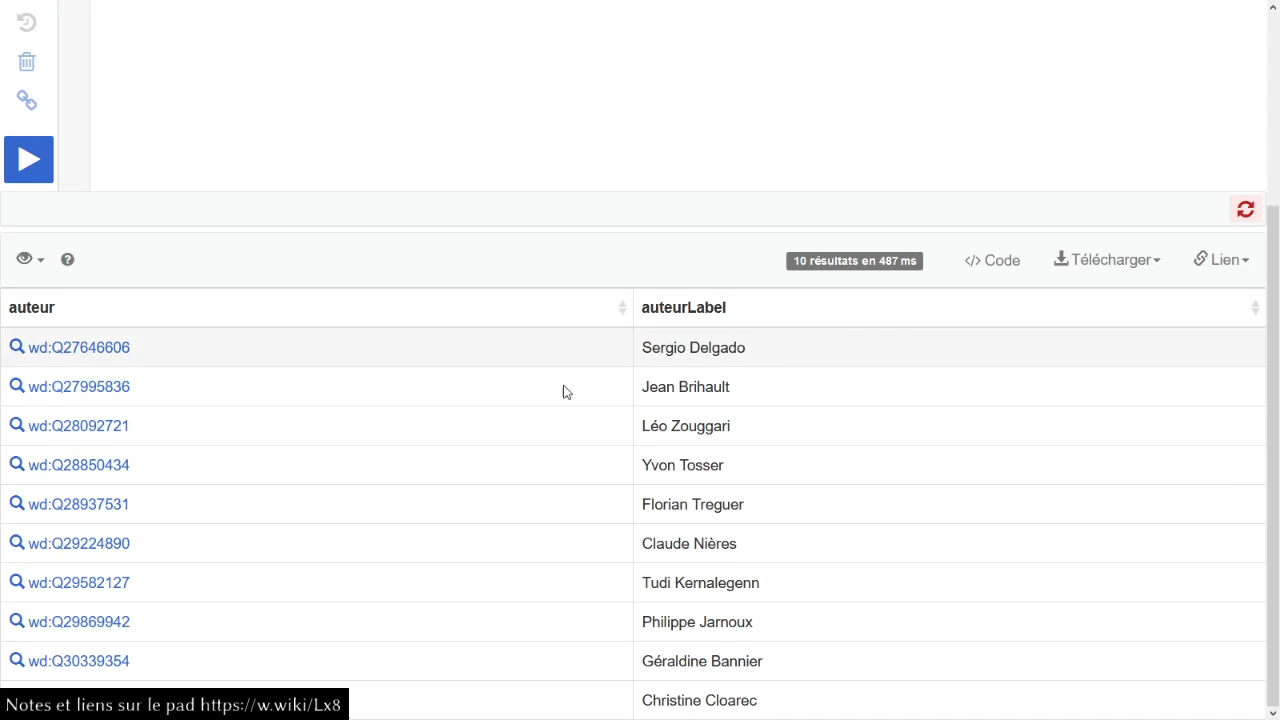 10 résultats en 487 ms </> Code Télécharger Lien
auteur auteurLabel
wd:Q27646606 Sergio Delgado
wd:Q27995836 Jean Brihault
wd:Q28092721 Léo Zouggari
wd:Q28850434 Yvon Tosser
wd:Q28937531 Florian Treguer
wd:Q29224890 Claude Nières
wd:Q29582127 Tudi Kernalegenn
wd:Q29869942 Philippe Jarnoux
wd:Q30339354 Géraldine Bannier
Christine Cloarec
Notes et liens sur le pad https://w.wiki/Lx8